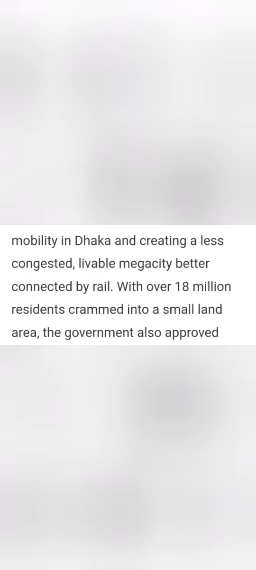 mobility in Dhaka and creating a less
congested, livable megacity better
connected by rail. With over 18 million
residents crammed into a small land
area, the government also approved